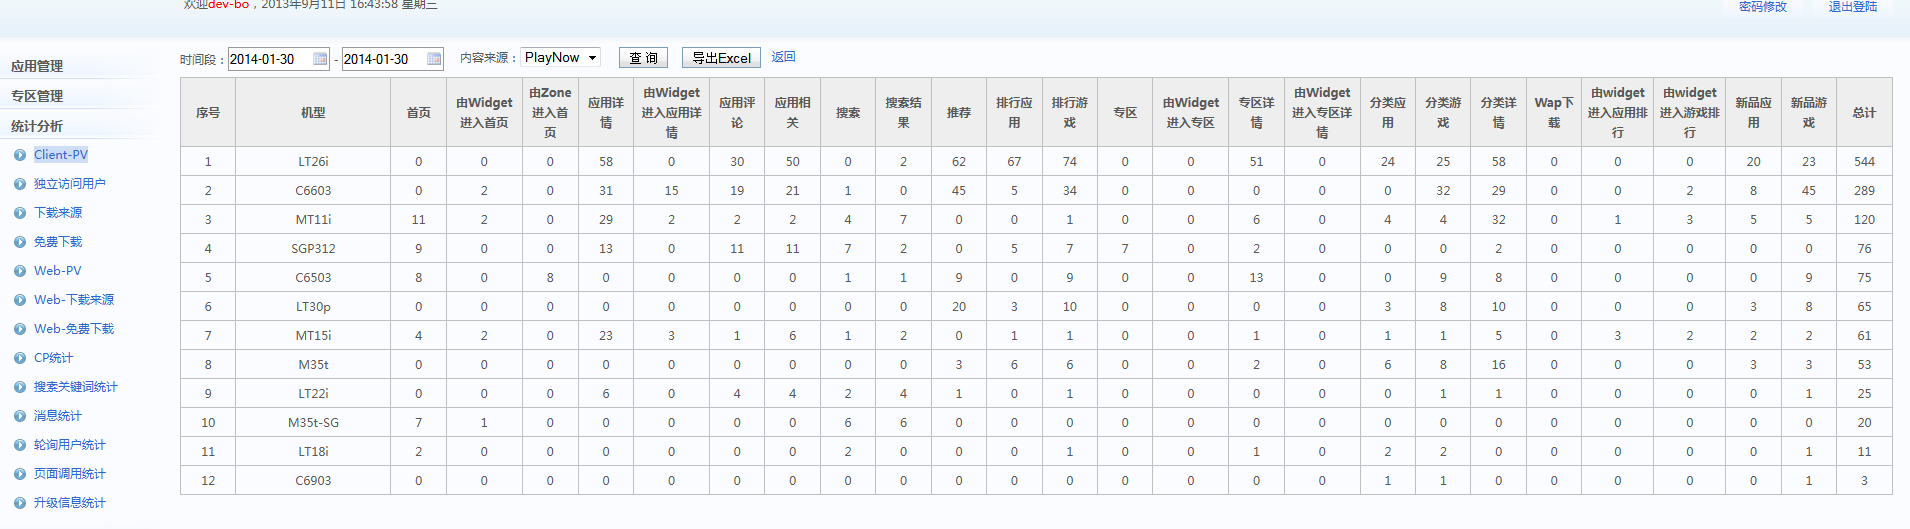 欢迎dev-bo，2013年9月11日 16:43:58 星期三
密码修改 退出登陆
应用管理
专区管理
统计分析
Client-PV
独立访问用户
下载来源
免费下载
Web-PV
Web-下载来源
Web-免费下载
CP统计
搜索关键词统计
消息统计
轮询用户统计
页面调用统计
升级信息统计
时间段：2014-01-30 - 2014-01-30 内容来源：PlayNow 查 询 导出Excel 返回
序号 机型 首页 由Widget进入首页 由Zone进入首页 应用详情 由Widget进入应用详情 应用评论 应用相关 搜索 搜索结果 推荐 排行应用 排行游戏 专区 由Widget进入专区 专区详情 由Widget进入专区详情 分类应用 分类游戏 分类详情 Wap下载 由widget进入应用排行 由widget进入游戏排行 新品应用 新品游戏 总计
1 LT26i 0 0 0 58 0 30 50 0 2 62 67 74 0 0 51 0 24 25 58 0 0 0 20 23 544
2 C6603 0 2 0 31 15 19 21 1 0 45 5 34 0 0 0 0 0 32 29 0 0 2 8 45 289
3 MT11i 11 2 0 29 2 2 2 4 7 0 0 1 0 0 6 0 4 4 32 0 1 3 5 5 120
4 SGP312 9 0 0 13 0 11 11 7 2 0 5 7 7 0 2 0 0 0 2 0 0 0 0 0 76
5 C6503 8 0 8 0 0 0 0 1 1 9 0 9 0 0 13 0 0 9 8 0 0 0 0 9 75
6 LT30p 0 0 0 0 0 0 0 0 0 20 3 10 0 0 0 0 3 8 10 0 0 0 3 8 65
7 MT15i 4 2 0 23 3 1 6 1 2 0 1 1 0 0 1 0 1 1 5 0 3 2 2 2 61
8 M35t 0 0 0 0 0 0 0 0 0 3 6 6 0 0 2 0 6 8 16 0 0 0 3 3 53
9 LT22i 0 0 0 6 0 4 4 2 4 1 0 1 0 0 0 0 0 1 1 0 0 0 0 1 25
10 M35t-SG 7 1 0 0 0 0 0 6 6 0 0 0 0 0 0 0 0 0 0 0 0 0 0 0 20
11 LT18i 2 0 0 0 0 0 0 2 0 0 0 1 0 0 1 0 2 2 0 0 0 0 0 1 11
12 C6903 0 0 0 0 0 0 0 0 0 0 0 0 0 0 0 0 1 1 0 0 0 0 0 1 3